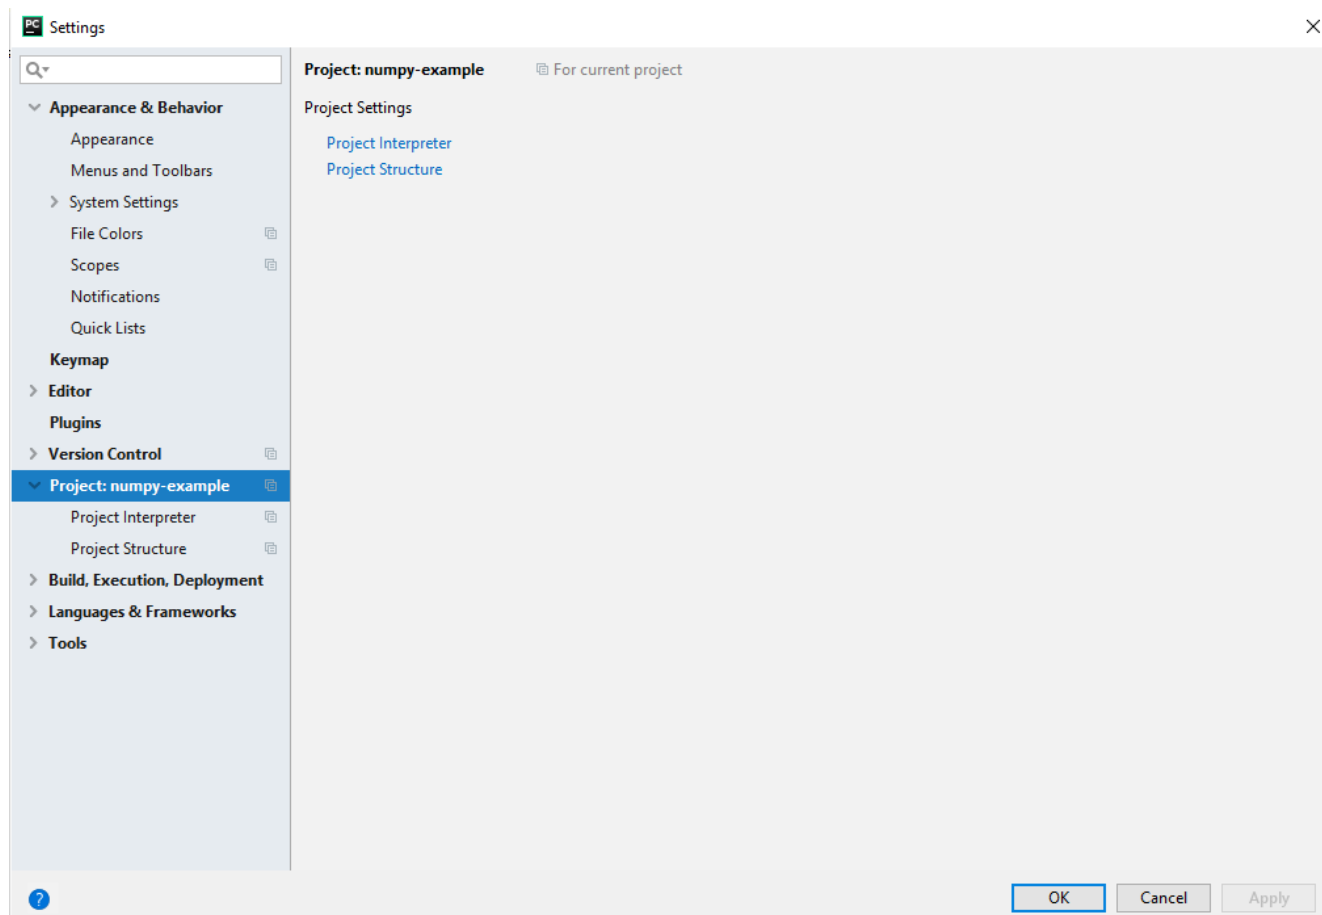 PC Settings
Appearance & Behavior
Appearance
Menus and Toolbars
System Settings
File Colors
Scopes
Notifications
Quick Lists
Keymap
Editor
Plugins
Version Control
Project: numpy-example
Project Interpreter
Project Structure
Build, Execution, Deployment
Languages & Frameworks
Tools
Project: numpy-example For current project
Project Settings
Project Interpreter
Project Structure
?
OK Cancel Apply